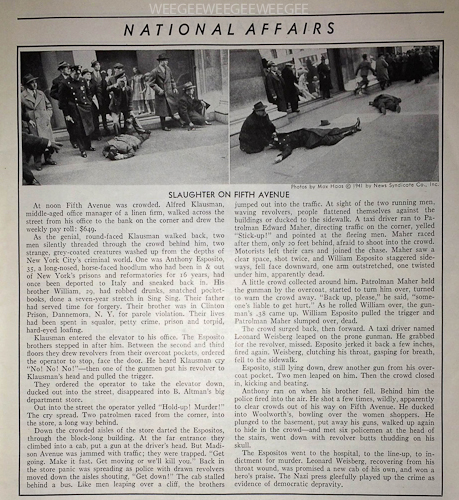 WEEGEEWEEGEEWEEGEE
NATIONAL AFFAIRS
Photos by Max Haas © 1941 by News Syndicate Co., Inc.
SLAUGHTER ON FIFTH AVENUE
At noon Fifth Avenue was crowded. Alfred Klausman,
middle-aged office manager of a linen firm, walked across the
street from his office to the bank on the corner and drew the
weekly pay roll: $649.
As the genial, round-faced Klausman walked back, two
men silently threaded through the crowd behind him, two
strange, grey-coated creatures washed up from the depths of
New York City's criminal world. One was Anthony Esposito,
35, a long-nosed, horse-faced hoodlum who had been in & out
of New York's prisons and reformatories for 16 years, had
once been deported to Italy and sneaked back in. His
brother William, 29, had robbed drunks, snatched pocket-
books, done a seven-year stretch in Sing Sing. Their father
had served time for forgery. Their brother was in Clinton
Prison, Dannemora, N. Y. for parole violation. Their lives
had been spent in squalor, petty crime, prison and torpid,
hard-eyed loafing.
Klausman entered the elevator to his office. The Esposito
brothers stepped in after him. Between the second and third
floors they drew revolvers from their overcoat pockets, ordered
the operator to stop, face the door. He heard Klausman cry
"No! No! No!"—then one of the gunmen put his revolver to
Klausman's head and pulled the trigger.
They ordered the operator to take the elevator down,
ducked out into the street, disappeared into B. Altman's big
department store.
Out into the street the operator yelled "Hold-up! Murder!"
The cry spread. Two patrolmen raced from the corner, into
the store, a long way behind.
Down the crowded aisles of the store darted the Espositos,
through the block-long building. At the far entrance they
climbed into a cab, put a gun at the driver's head. But Madi-
son Avenue was jammed with traffic; they were trapped. "Get
going. Make it fast. Get moving or we'll kill you." Back in
the store panic was spreading as police with drawn revolvers
moved down the aisles shouting, "Get down!" The cab stalled
behind a bus. Like men leaping over a cliff, the brothers
jumped out into the traffic. At sight of the two running men,
waving revolvers, people flattened themselves against the
buildings or ducked to the sidewalk. A taxi driver ran to Pa-
trolman Edward Maher, directing traffic on the corner, yelled
"Stick-up!" and pointed at the fleeing men. Maher raced
after them, only 20 feet behind, afraid to shoot into the crowd.
Motorists left their cars and joined the chase. Maher saw a
clear space, shot twice, and William Esposito staggered side-
ways, fell face downward, one arm outstretched, one twisted
under him, apparently dead.
A little crowd collected around him. Patrolman Maher held
the gunman by the overcoat, started to turn him over, turned
to warn the crowd away. "Back up, please," he said, "some-
one's liable to get hurt." As he rolled William over, the gun-
man's .38 came up. William Esposito pulled the trigger and
Patrolman Maher slumped over, dead.
The crowd surged back, then forward. A taxi driver named
Leonard Weisberg leaped on the prone gunman. He grabbed
for the revolver, missed. Esposito jerked it back a few inches,
fired again. Weisberg, clutching his throat, gasping for breath,
fell to the sidewalk.
Esposito, still lying down, drew another gun from his over-
coat pocket. Two men leaped on him. Then the crowd closed
in, kicking and beating.
Anthony ran on when his brother fell. Behind him the
police fired into the air. He shot a few times, wildly, apparently
to clear crowds out of his way on Fifth Avenue. He ducked
into Woolworth's, bowling over the women shoppers. He
plunged to the basement, put away his guns, walked up again
to hide in the crowd—and met six policemen at the head of
the stairs, went down with revolver butts thudding on his
skull.
The Espositos went to hospital, to the line-up, to in-
dictment for murder. Leonard Weisberg, recovering from his
throat wound, was promised a new cab of his own, and won a
hero's praise. The Nazi press gleefully played up the crime as
evidence of democratic depravity.